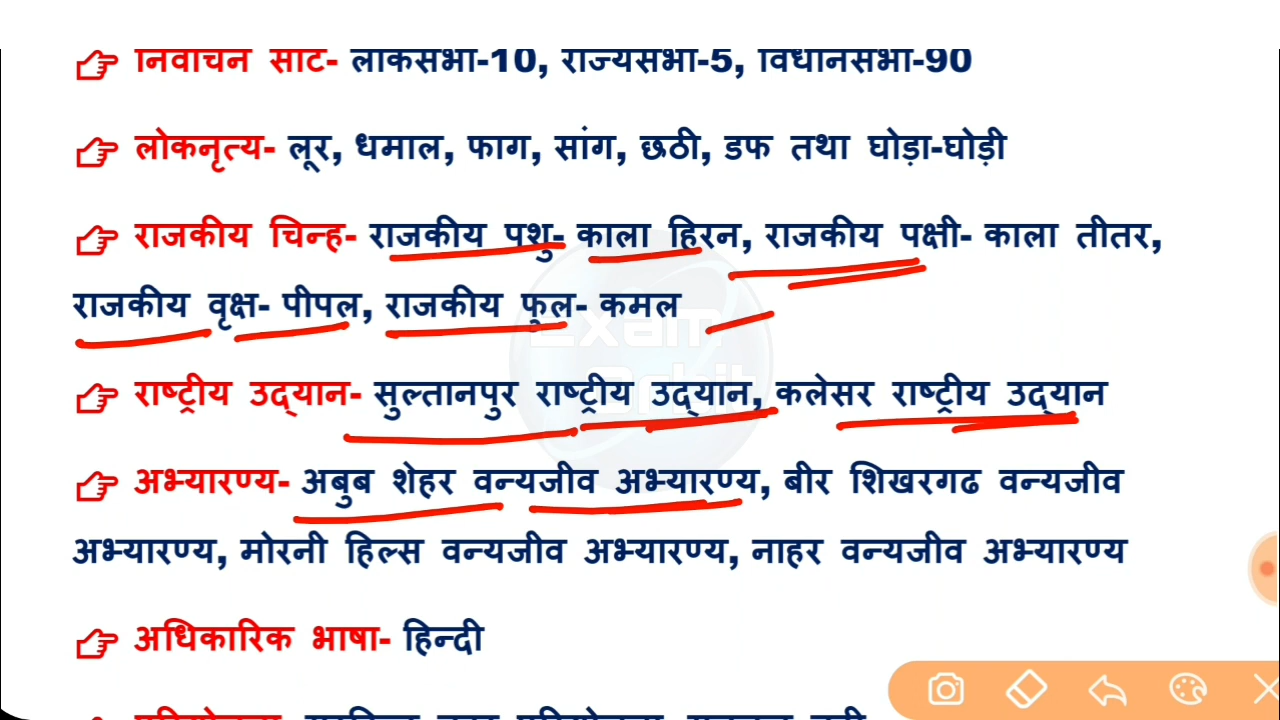 निर्वाचन सीट- लोकसभा-10, राज्यसभा-5, विधानसभा-90
लोकनृत्य- लूर, धमाल, फाग, सांग, छठी, डफ तथा घोड़ा-घोड़ी
राजकीय चिन्ह- राजकीय पशु- काला हिरन, राजकीय पक्षी- काला तीतर,
राजकीय वृक्ष- पीपल, राजकीय फुल- कमल
Exam
Orbit
राष्ट्रीय उद्यान- सुल्तानपुर राष्ट्रीय उद्यान, कलेसर राष्ट्रीय उद्यान
अभ्यारण्य- अबुब शेहर वन्यजीव अभ्यारण्य, बीर शिखरगढ वन्यजीव
अभ्यारण्य, मोरनी हिल्स वन्यजीव अभ्यारण्य, नाहर वन्यजीव अभ्यारण्य
अधिकारिक भाषा- हिन्दी